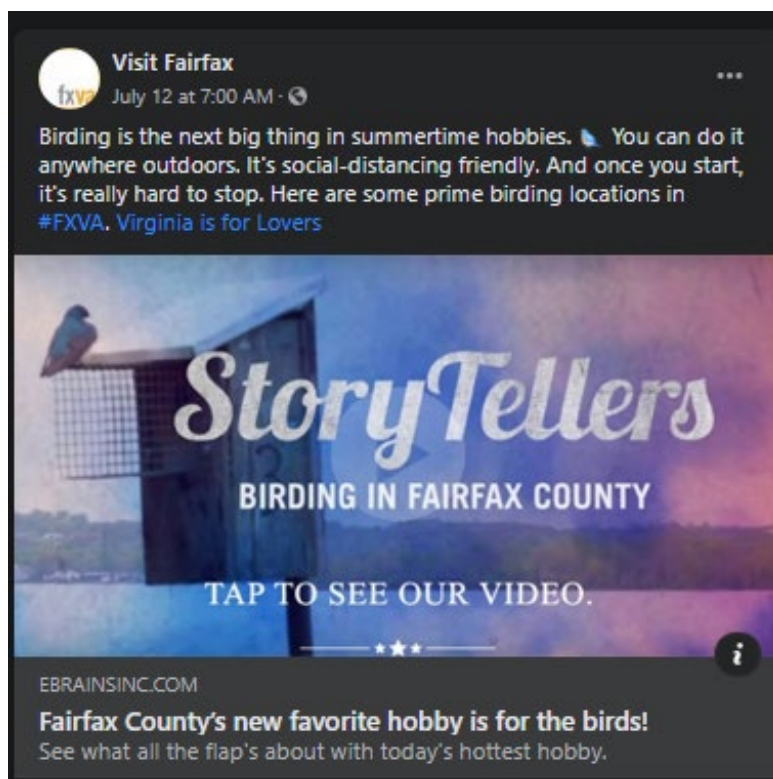 Visit Fairfax
fxva
July 12 at 7:00 AM ·
Birding is the next big thing in summertime hobbies. You can do it
anywhere outdoors. It's social-distancing friendly. And once you start,
it's really hard to stop. Here are some prime birding locations in
#FXVA. Virginia is for Lovers
StoryTellers
3
BIRDING IN FAIRFAX COUNTY
TAP TO SEE OUR VIDEO.
i
EBRAINSINC.COM
Fairfax County's new favorite hobby is for the birds!
See what all the flap's about with today's hottest hobby.